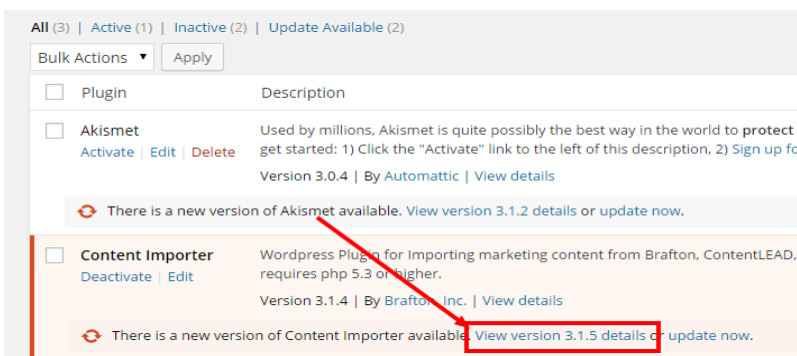 All (3) | Active (1) | Inactive (2) | Update Available (2)
Bulk Actions Apply
Plugin Description
Akismet Used by millions, Akismet is quite possibly the best way in the world to protect
Activate | Edit | Delete get started: 1) Click the "Activate" link to the left of this description, 2) Sign up fo
Version 3.0.4 | By Automattic | View details
There is a new version of Akismet available. View version 3.1.2 details or update now.
Content Importer Wordpress Plugin for Importing marketing content from Brafton, ContentLEAD,
Deactivate | Edit requires php 5.3 or higher.
Version 3.1.4 | By Brafton, Inc. | View details
There is a new version of Content Importer available. View version 3.1.5 details or update now.